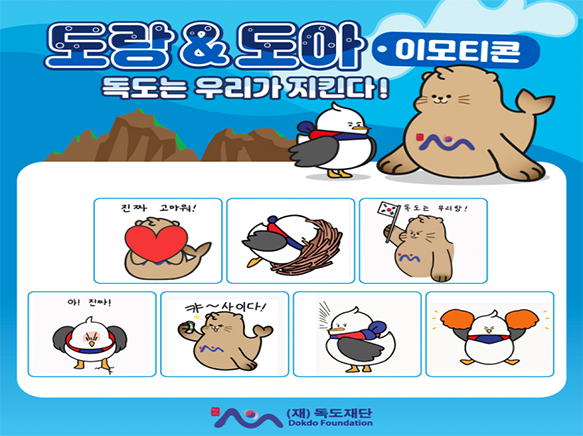 토랑 & 도아 이모티콘
독도는 우리가 지킨다!
진짜 고마워!
독도는 우리땅!
아! 진짜!
캬~사이다!
(재) 독도재단
Dokdo Foundation